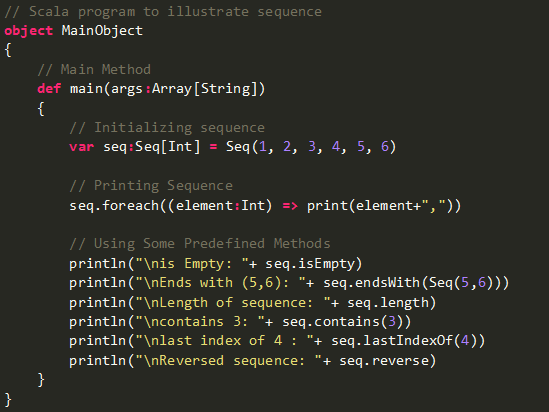 // Scala program to illustrate sequence
object MainObject
{
    // Main Method
    def main(args:Array[String])
    {
        // Initializing sequence
        var seq:Seq[Int] = Seq(1, 2, 3, 4, 5, 6)

        // Printing Sequence
        seq.foreach((element:Int) => print(element+","))

        // Using Some Predefined Methods
        println("\nis Empty: "+ seq.isEmpty)
        println("\nEnds with (5,6): "+ seq.endsWith(Seq(5,6)))
        println("\nLength of sequence: "+ seq.length)
        println("\ncontains 3: "+ seq.contains(3))
        println("\nlast index of 4 : "+ seq.lastIndexOf(4))
        println("\nReversed sequence: "+ seq.reverse)
    }
}